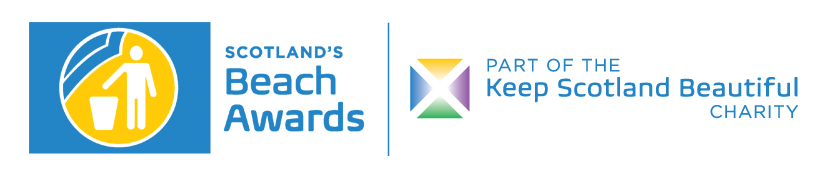 SCOTLAND'S
Beach
Awards
PART OF THE
Keep Scotland Beautiful
CHARITY